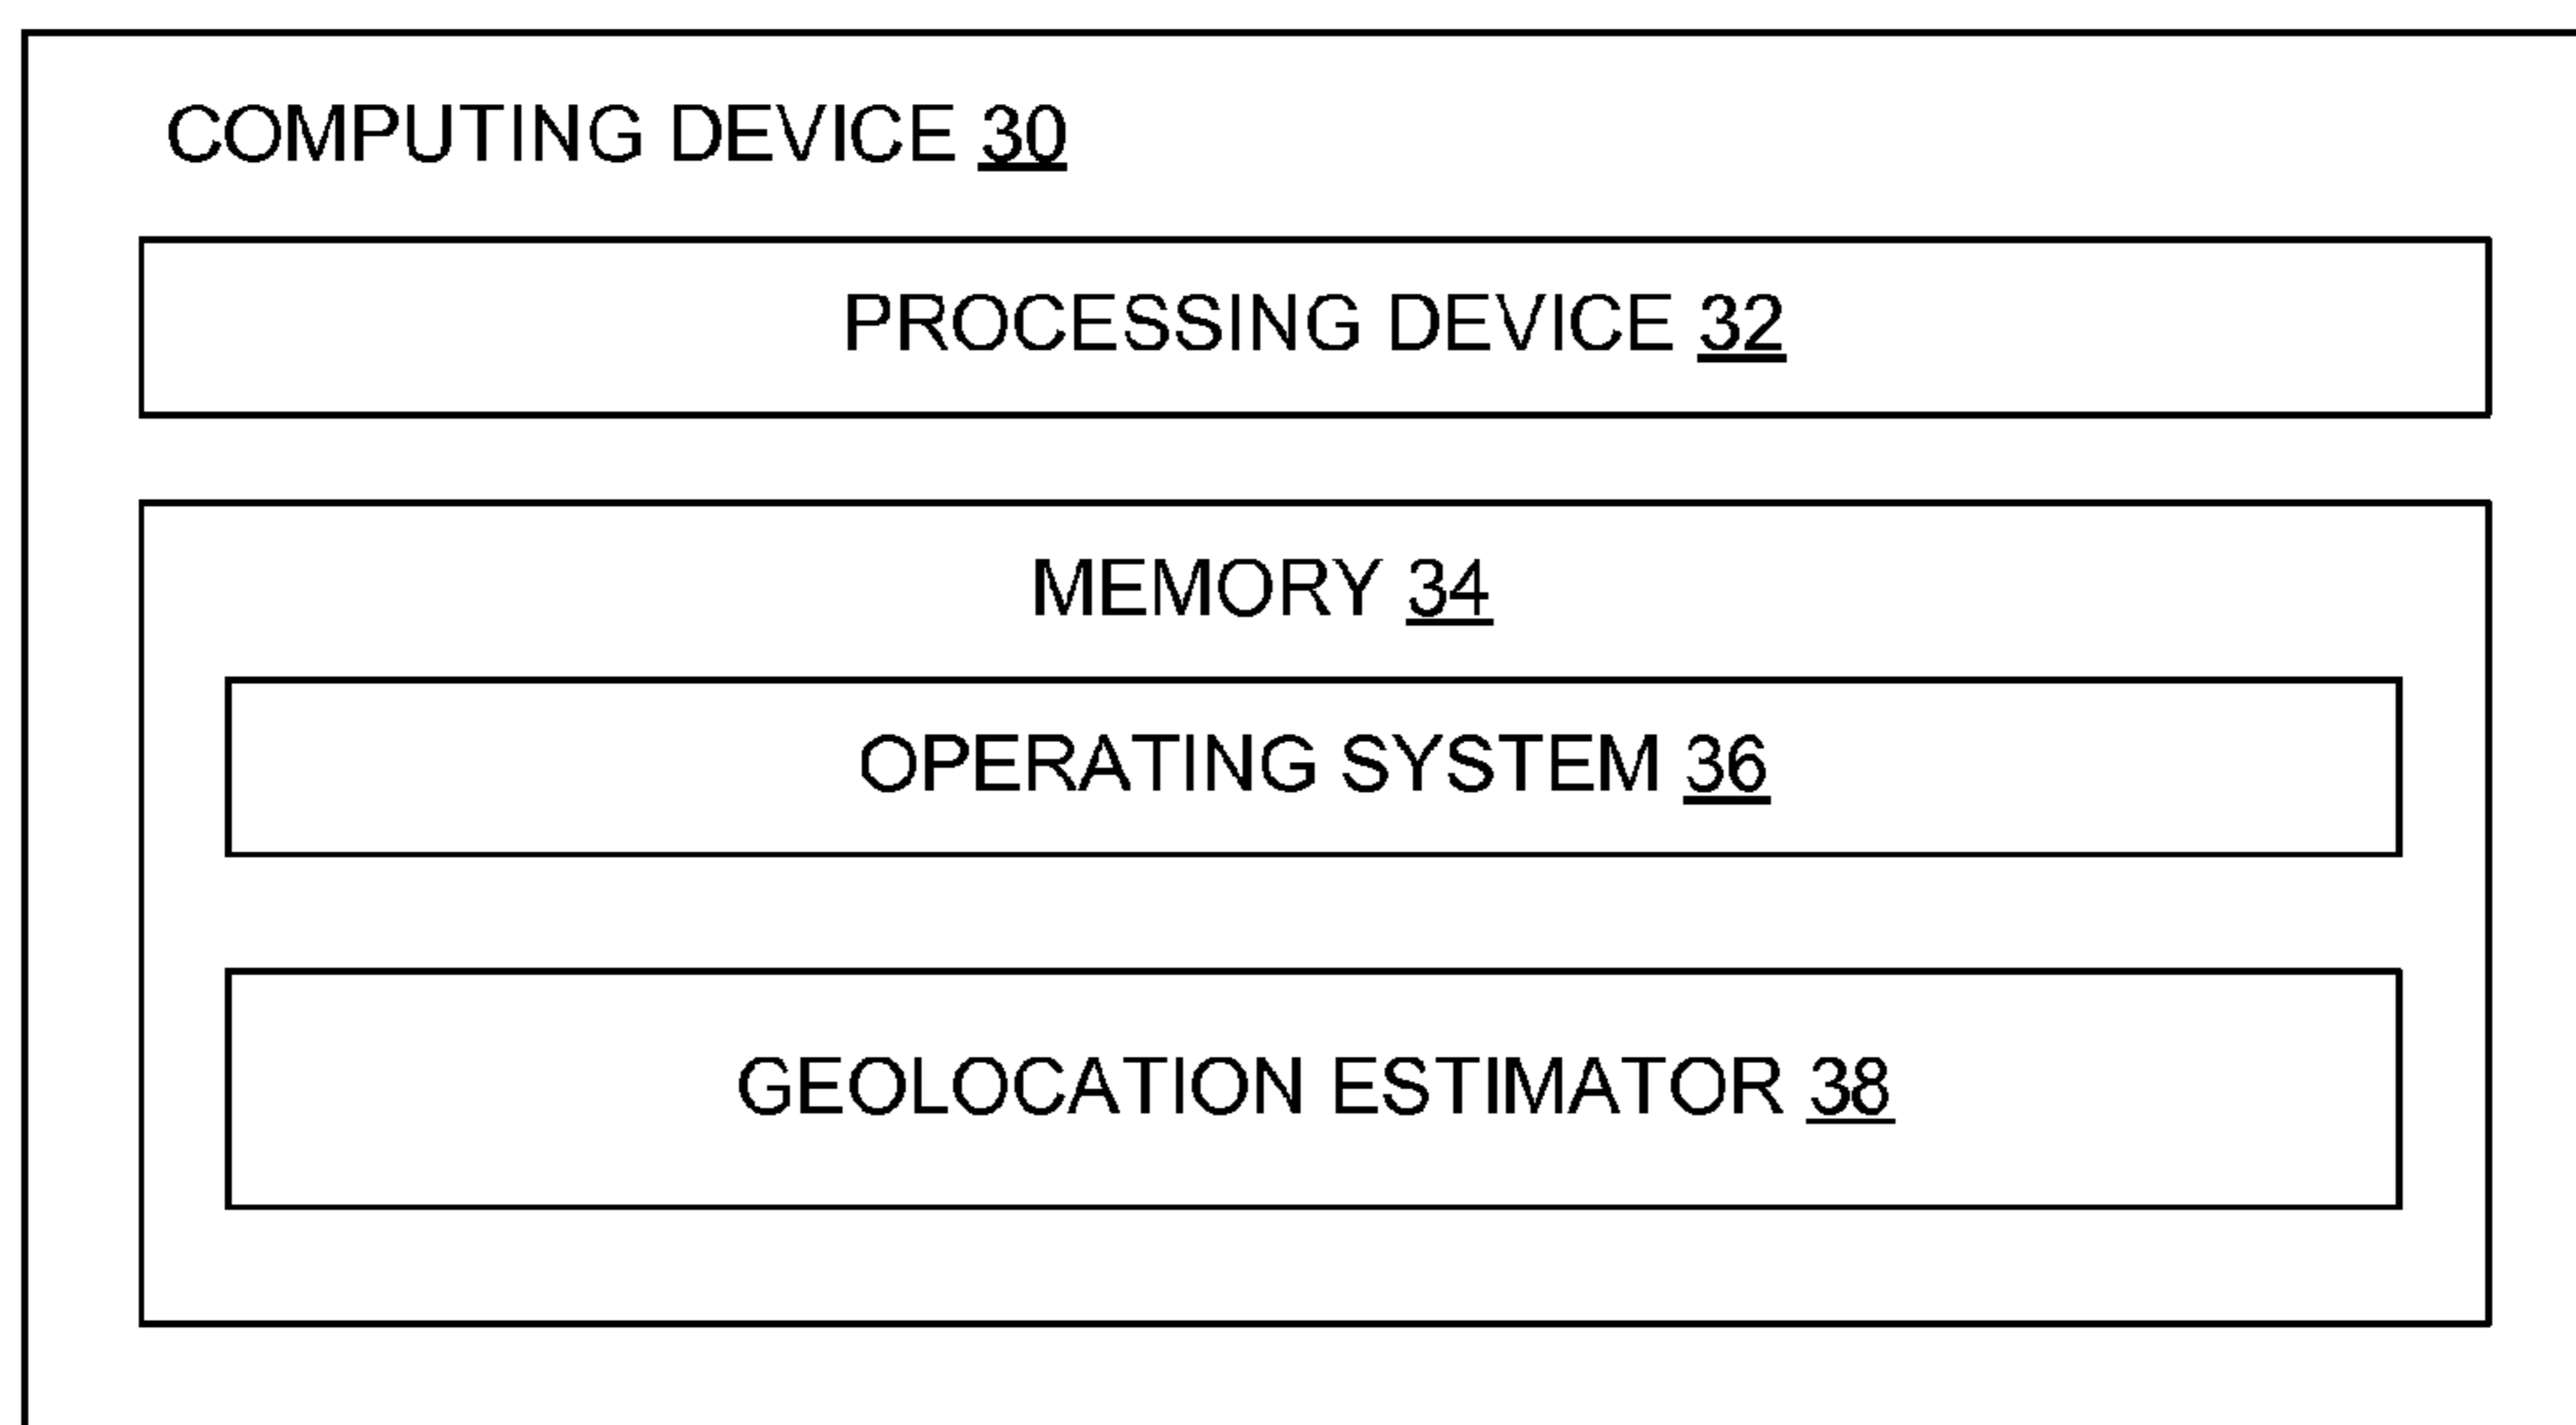 COMPUTING DEVICE 30
PROCESSING DEVICE 32
MEMORY 34
OPERATING SYSTEM 36
GEOLOCATION ESTIMATOR 38